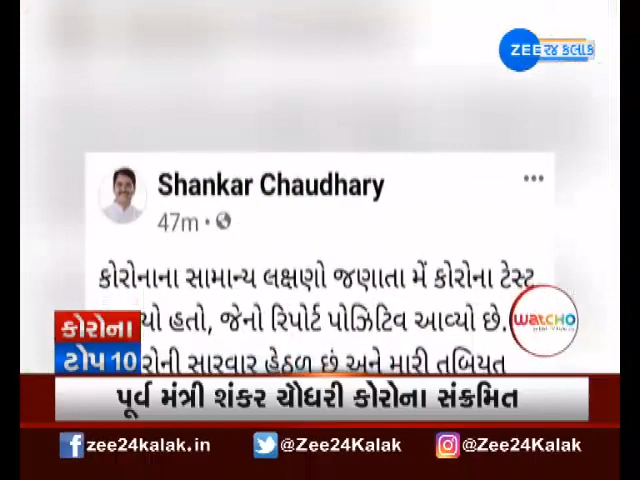 ZEE ૨૪ કલાક
Shankar Chaudhary
47m
કોરોનાના સામાન્ય લક્ષણો જણાતા મેં કોરોના ટેસ્ટ
હતો, જેનો રિપોર્ટ પોઝિટિવ આવ્યો છે.
સારવાર હેઠળ છું અને મારી તબિયત
WATCHO
કોરોના
ટોપ 10
પૂર્વ મંત્રી શંકર ચૌધરી કોરોના સંક્રમિત
zee24kalak.in
@Zee24Kalak
@Zee24Kalak